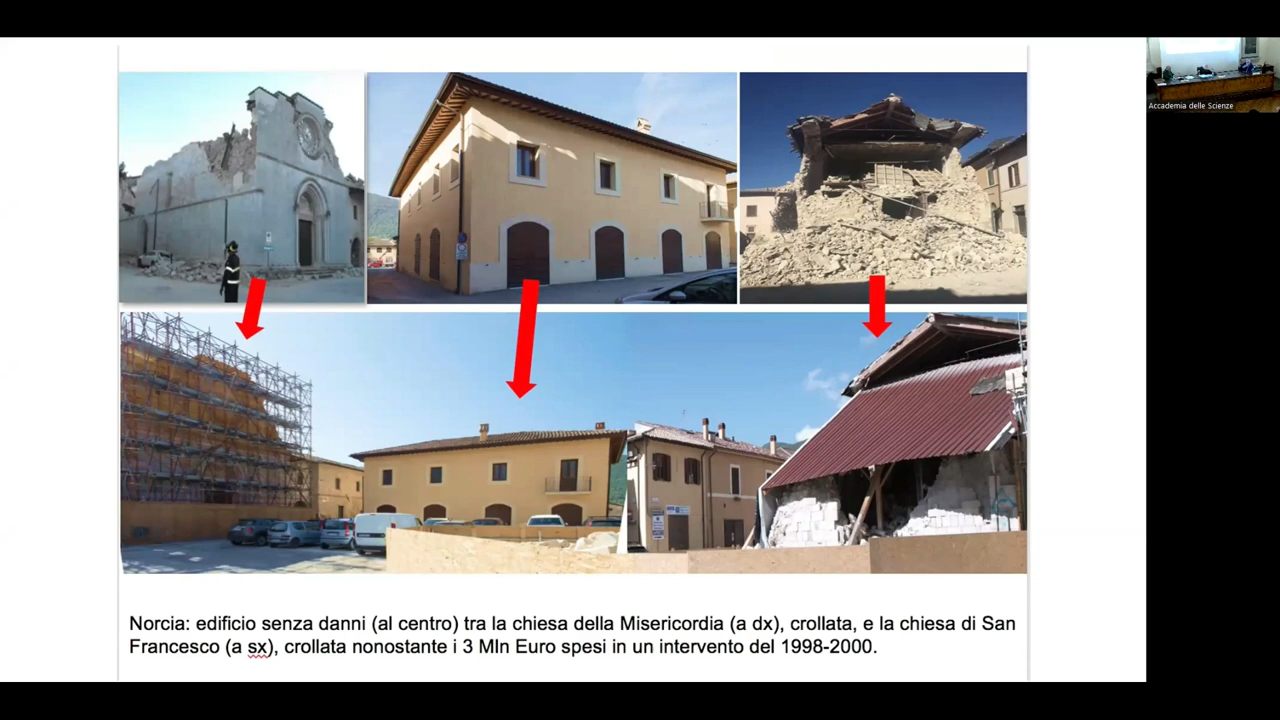 Accademia delle Scienze
Norcia: edificio senza danni (al centro) tra la chiesa della Misericordia (a dx), crollata, e la chiesa di San
Francesco (a sx), crollata nonostante i 3 Mln Euro spesi in un intervento del 1998-2000.